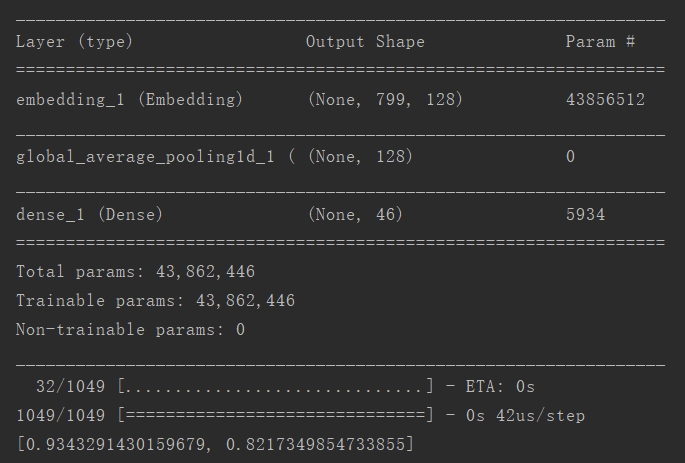 _________________________________________________________________
Layer (type)                 Output Shape              Param #
=================================================================
embedding_1 (Embedding)      (None, 799, 128)          43856512
_________________________________________________________________
global_average_pooling1d_1 ( (None, 128)               0
_________________________________________________________________
dense_1 (Dense)              (None, 46)                5934
=================================================================
Total params: 43,862,446
Trainable params: 43,862,446
Non-trainable params: 0
_________________________________________________________________
  32/1049 [..............................] - ETA: 0s
1049/1049 [==============================] - 0s 42us/step
[0.9343291430159679, 0.8217349854733855]